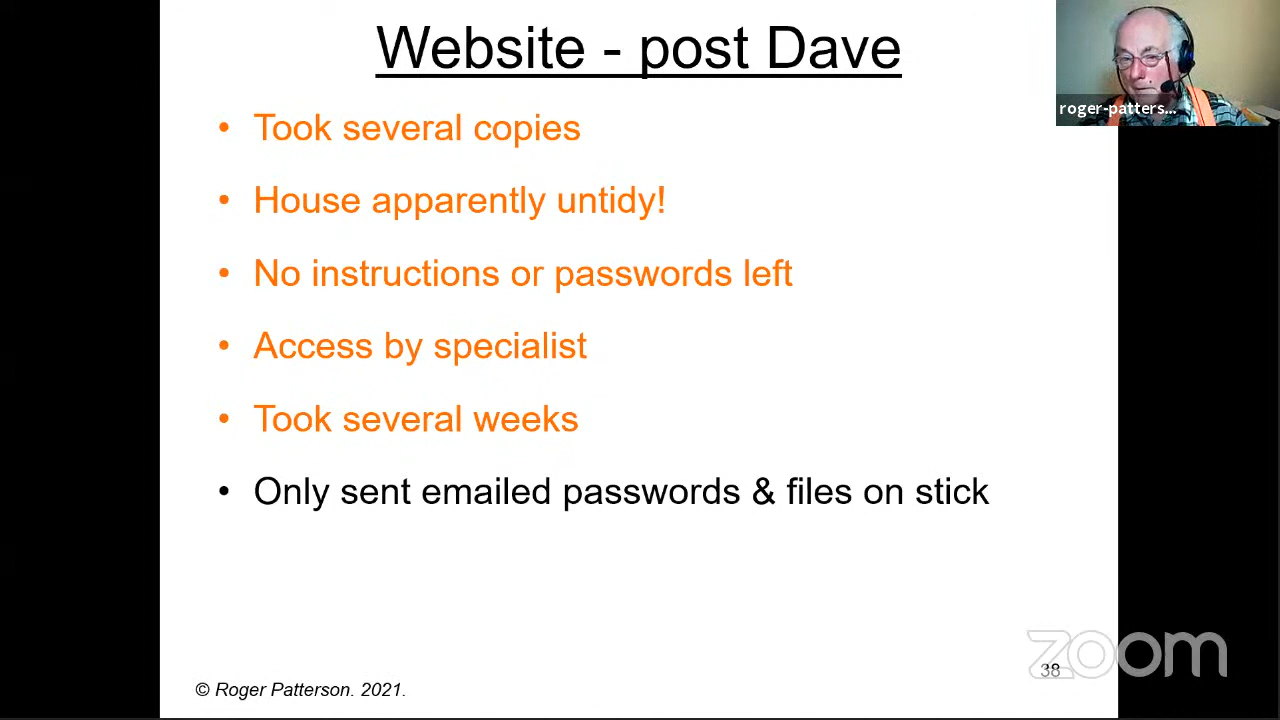 Website - post Dave
roger-patters...
• Took several copies
• House apparently untidy!
• No instructions or passwords left
• Access by specialist
• Took several weeks
• Only sent emailed passwords & files on stick
zoom
38
© Roger Patterson. 2021.